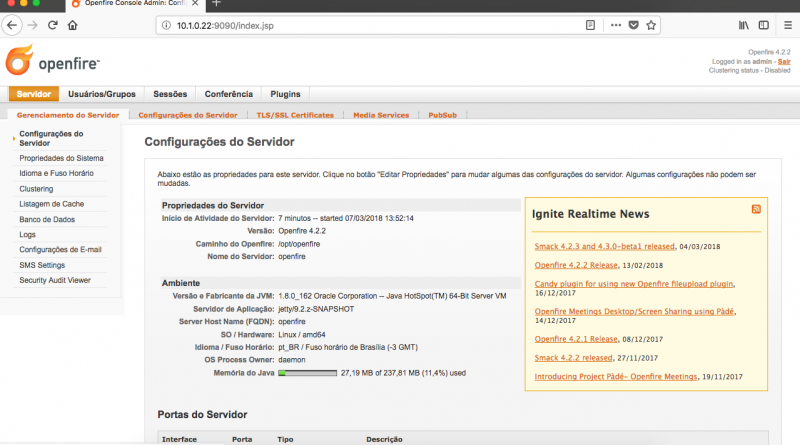 Openfire Console Admin: Conf
10.1.0.22:9090/index.jsp
openfire
Openfire 4.2.2
Logged in as admin - Sair
Clustering status - Disabled
Servidor
Usuários/Grupos
Sessões
Conferência
Plugins
Gerenciamento do Servidor
Configurações do Servidor
TLS/SSL Certificates
Media Services
PubSub
Configurações do
Servidor
Propriedades do Sistema
Idioma e Fuso Horário
Clustering
Listagem de Cache
Banco de Dados
Logs
Configurações de E-mail
SMS Settings
Security Audit Viewer
Configurações do Servidor
Abaixo estão as propriedades para este servidor. Clique no botão "Editar Propriedades" para mudar algumas das configurações do servidor. Algumas configurações não podem ser
mudadas.
Propriedades do Servidor
Início de Atividade do Servidor: 7 minutos -- started 07/03/2018 13:52:14
Versão: Openfire 4.2.2
Caminho do Openfire: /opt/openfire
Nome do Servidor: openfire
Ambiente
Versão e Fabricante da JVM: 1.8.0_162 Oracle Corporation -- Java HotSpot(TM) 64-Bit Server VM
Servidor de Aplicação: jetty/9.2.z-SNAPSHOT
Server Host Name (FQDN): openfire
SO / Hardware: Linux / amd64
Idioma / Fuso horário: pt_BR / Fuso horário de Brasília (-3 GMT)
OS Process Owner: daemon
Memória do Java 27,19 MB of 237,81 MB (11,4%) used
Ignite Realtime News
Smack 4.2.3 and 4.3.0-beta1 released, 04/03/2018
Openfire 4.2.2 Release, 13/02/2018
Candy plugin for using new Openfire fileupload plugin,
16/12/2017
Openfire Meetings Desktop/Screen Sharing using Pàdé,
14/12/2017
Openfire 4.2.1 Release, 08/12/2017
Smack 4.2.2 released, 27/11/2017
Introducing Project Pàdé- Openfire Meetings, 19/11/2017
Portas do Servidor
Interface
Porta
Tipo
Descrição